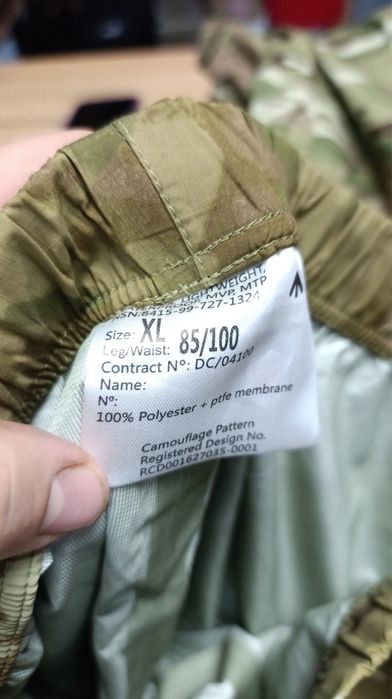 LIGHTWEIGHT,
MVP, MTP
NSN:8415-99-727-1324
Size: XL
Leg/Waist: 85/100
Contract Nº: DC/04100
Name:
Nº:
100% Polyester + ptfe membrane
Camouflage Pattern
Registered Design No.
RCD001627035-0001